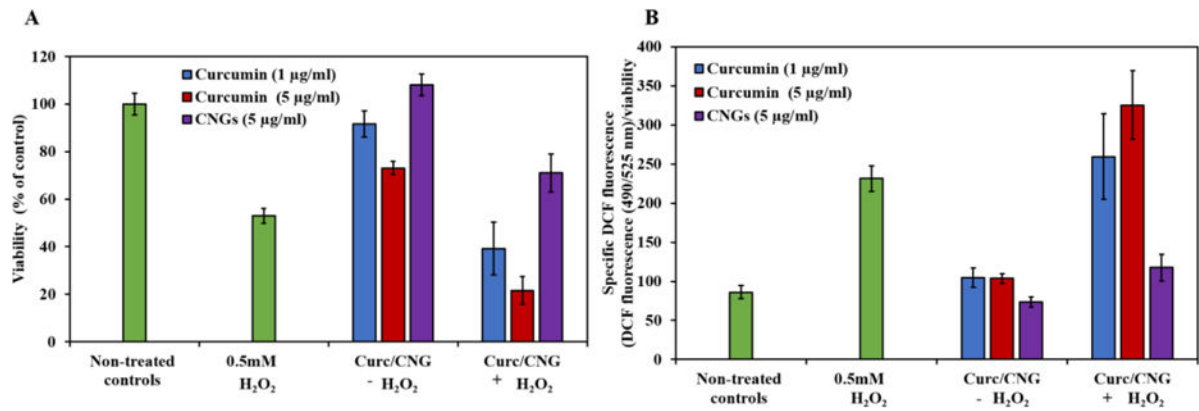 A
Viability (% of control)
120
100
80
60
40
20
0
Curcumin (1 µg/ml)
Curcumin (5 µg/ml)
CNGs (5 µg/ml)
Non-treated
controls
0.5mM
H₂O₂
Curc/CNG
- H₂O₂
Curc/CNG
+ H₂O₂
B
Specific DCF fluorescence
(DCF fluorescence (490/525 nm)/viability
400
350
300
250
200
150
100
50
0
Curcumin (1 µg/ml)
Curcumin (5 µg/ml)
CNGs (5 µg/ml)
Non-treated
controls
0.5mM
H₂O₂
Curc/CNG
- H₂O₂
Curc/CNG
+ H₂O₂